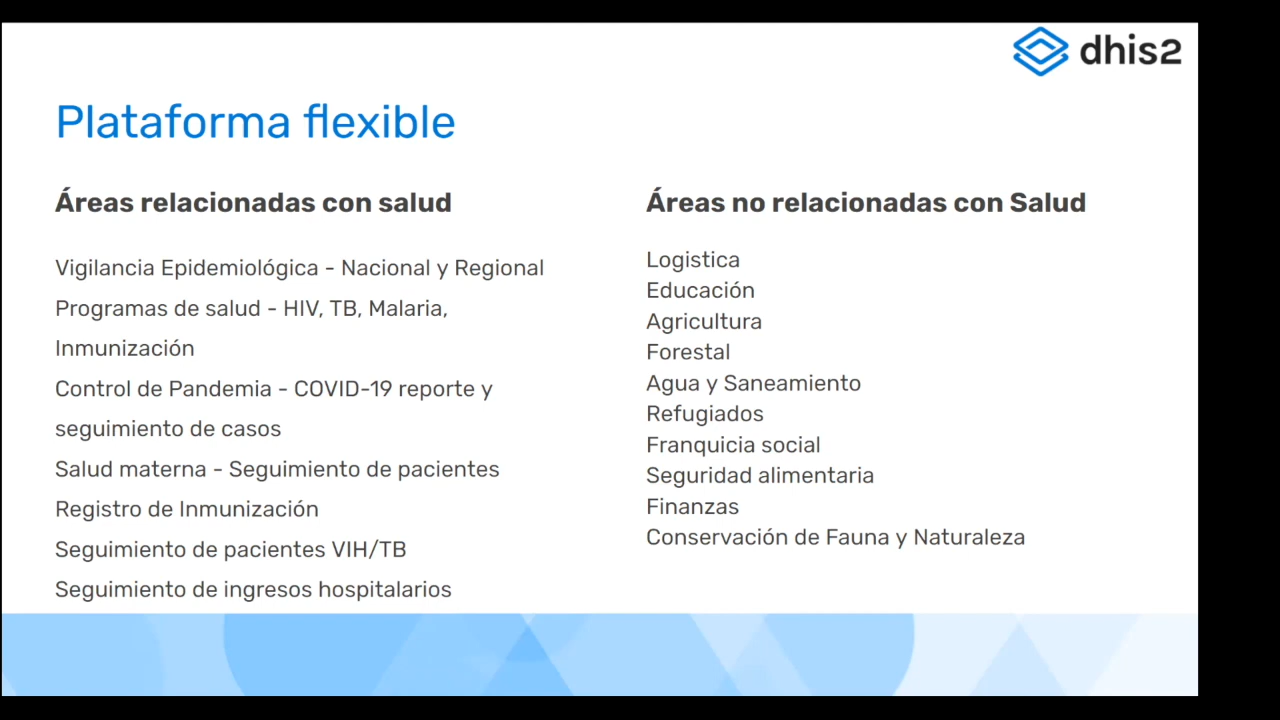 dhis2
Plataforma flexible
Áreas relacionadas con salud
Vigilancia Epidemiológica - Nacional y Regional
Programas de salud - HIV, TB, Malaria,
Inmunización
Control de Pandemia - COVID-19 reporte y
seguimiento de casos
Salud materna - Seguimiento de pacientes
Registro de Inmunización
Seguimiento de pacientes VIH/TB
Seguimiento de ingresos hospitalarios
Áreas no relacionadas con Salud
Logistica
Educación
Agricultura
Forestal
Agua y Saneamiento
Refugiados
Franquicia social
Seguridad alimentaria
Finanzas
Conservación de Fauna y Naturaleza